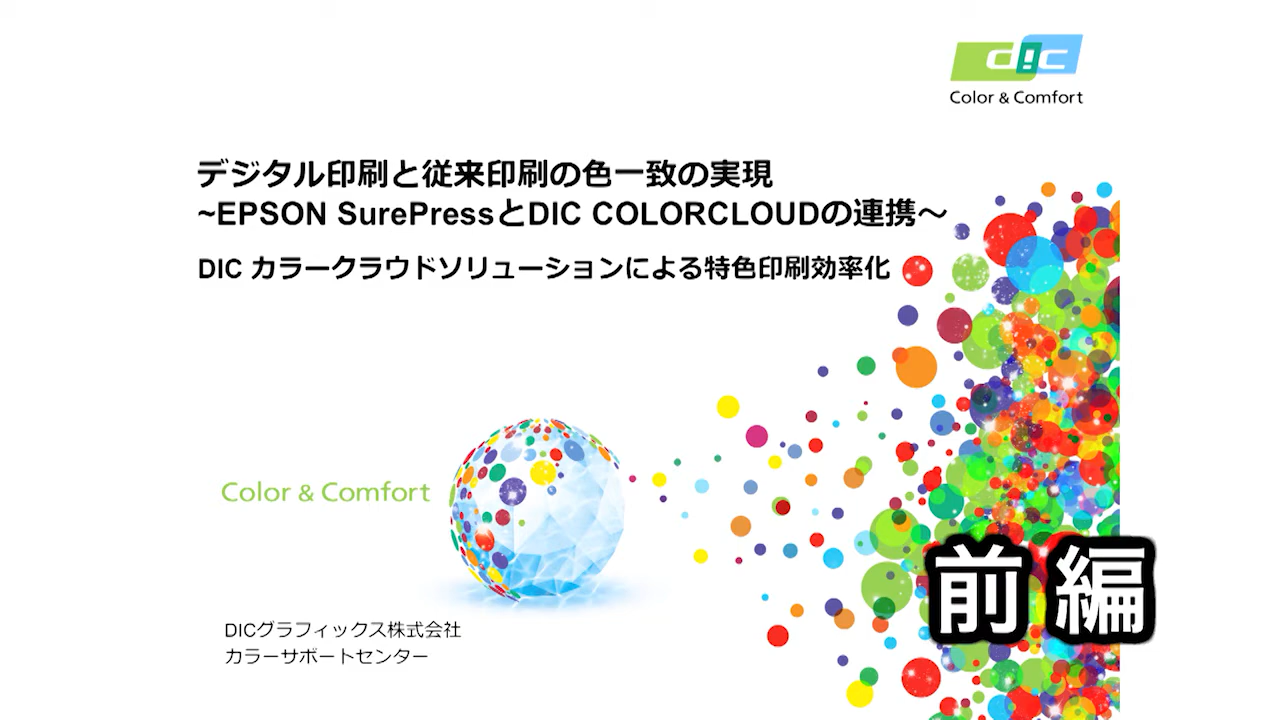 d!c
Color & Comfort
デジタル印刷と従来印刷の色一致の実現
~EPSON SurePressとDIC COLORCLOUDの連携～
DIC カラークラウドソリューションによる特色印刷効率化
Color & Comfort
前編
DICグラフィックス株式会社
カラーサポートセンター